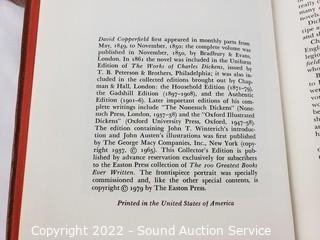 David Copperfield first appeared in monthly parts from
May, 1849, to November, 1850; the complete volume
was published in November, 1850, by Bradbury & Evans,
London. In 1861 the novel was included in the Uniform
Edition of The Works of Charles Dickens, issued by
T. B. Peterson & Brothers, Philadelphia; it was also
included in the collected editions brought out by Chap-
man & Hall, London: the Household Edition (1871-79);
the Gadshill Edition (1897-1908), and the Authentic
Edition (1901-6). Later important editions of his
complete writings include "The Nonesuch Dickens" (None-
such Press, London, 1937-38) and the "Oxford Illustrated
Dickens" (Oxford University Press, Oxford, 1947-58).
The edition containing John T. Winterich's introduction
and John Austen's illustrations was first published by
The George Macy Companies, Inc., New York (copy-
right 1937, © 1965). This Collector's Edition is pub-
lished by advance reservation exclusively for subscribers to
the Easton Press collection of The 100 Greatest Books
Ever Written. The frontispiece portrait was specially
commissioned and, like the other special contents, is
copyright © 1979 by The Easton Press.
Printed in the United States of America
Copyright 2022 - Sound Auction Service